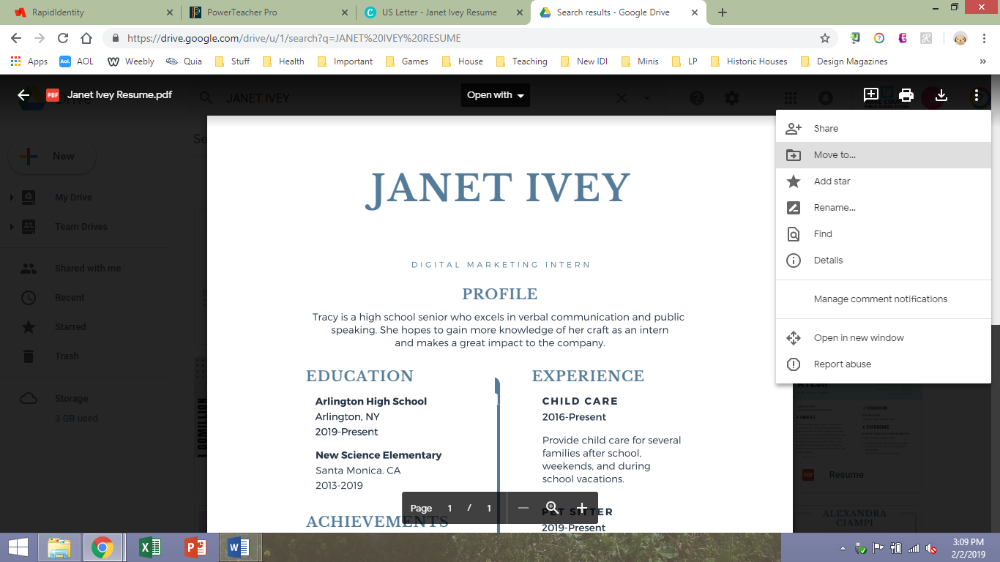 RapidIdentity
PowerTeacher Pro
US Letter - Janet Ivey Resume
Search results - Google Drive
https://drive.google.com/drive/u/1/search?q=JANET%20IVEY%20RESUME
Apps
Aol.
AOL
Weebly
Quia
Stuff
Health
Important
Games
House
Teaching
New IDI
Minis
LP
Historic Houses
Design Magazines
PDF
Janet Ivey Resume.pdf
JANET IVEY
Open with
New
My Drive
Team Drives
Shared with me
Recent
Starred
Trash
Storage
3 GB used
JANET IVEY
DIGITAL MARKETING INTERN
PROFILE
Tracy is a high school senior who excels in verbal communication and public
speaking. She hopes to gain more knowledge of her craft as an intern
and makes a great impact to the company.
EDUCATION
Arlington High School
Arlington, NY
2019-Present
New Science Elementary
Santa Monica. CA
2013-2019
ACHIEVEMENTS
EXPERIENCE
CHILD CARE
2016-Present
Provide child care for several
families after school,
weekends, and during
school vacations.
PET SITTER
2019-Present
Page 1 / 1
Share
Move to...
Add star
Rename...
Find
Details
Manage comment notifications
Open in new window
Report abuse
EDUCATION
PROFILE
EXPERIENCE
PDF
Resume
ALEXANDRA
CIAMPI
3:09 PM
2/2/2019